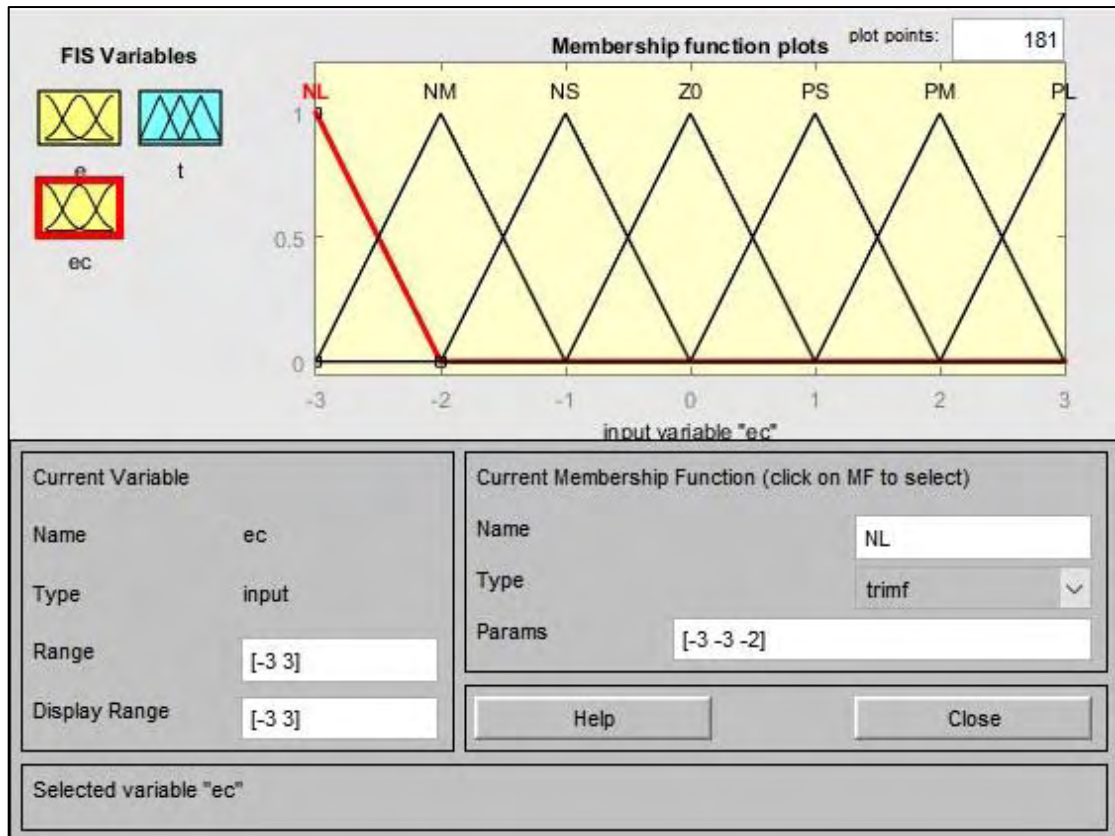 FIS Variables
e
t
ec
Membership function plots
plot points:
181
NL NM NS Z0 PS PM PL
1
0.5
0
-3 -2 -1 0 1 2 3
input variable "ec"
Current Variable
Name ec
Type input
Range [-3 3]
Display Range [-3 3]
Current Membership Function (click on MF to select)
Name NL
Type trimf
Params [-3 -3 -2]
Help
Close
Selected variable "ec"